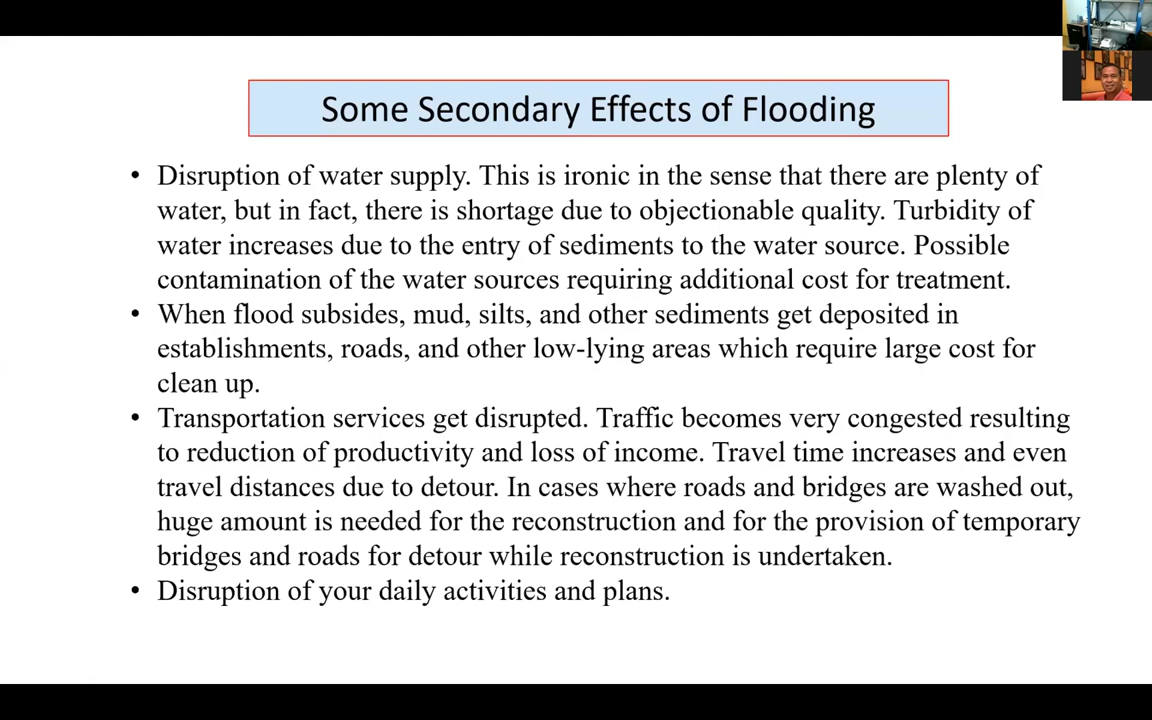 Some Secondary Effects of Flooding
• Disruption of water supply. This is ironic in the sense that there are plenty of
water, but in fact, there is shortage due to objectionable quality. Turbidity of
water increases due to the entry of sediments to the water source. Possible
contamination of the water sources requiring additional cost for treatment.
• When flood subsides, mud, silts, and other sediments get deposited in
establishments, roads, and other low-lying areas which require large cost for
clean up.
• Transportation services get disrupted. Traffic becomes very congested resulting
to reduction of productivity and loss of income. Travel time increases and even
travel distances due to detour. In cases where roads and bridges are washed out,
huge amount is needed for the reconstruction and for the provision of temporary
bridges and roads for detour while reconstruction is undertaken.
• Disruption of your daily activities and plans.